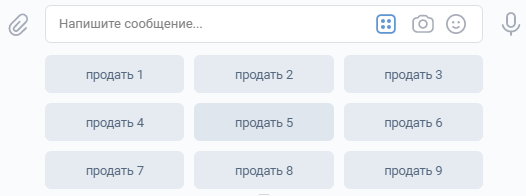 Напишите сообщение...
продать 1 продать 2 продать 3
продать 4 продать 5 продать 6
продать 7 продать 8 продать 9